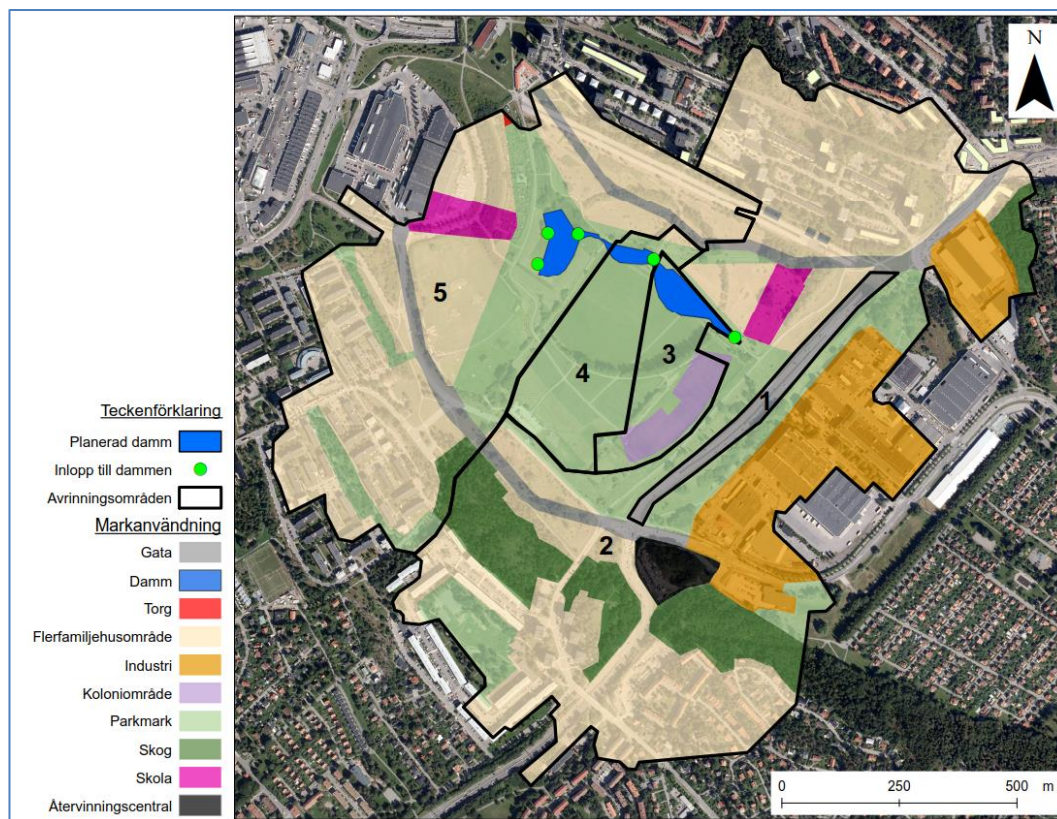 N
5
4
3
1
2
Teckenförklaring
Planerad damm
Inlopp till dammen
Avrinningsområden
Markanvändning
Gata
Damm
Torg
Flerfamiljehusområde
Industri
Koloniområde
Parkmark
Skog
Skola
Återvinningscentral
0 250 500 m